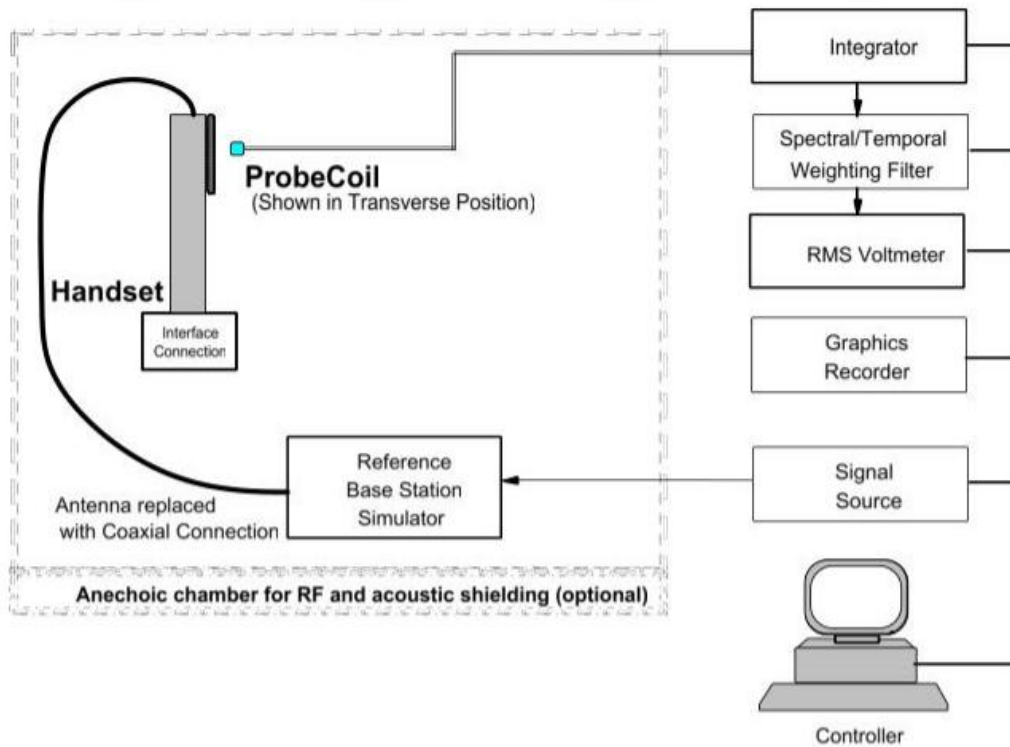 Integrator
Spectral/Temporal
Weighting Filter
ProbeCoil
(Shown in Transverse Position)
RMS Voltmeter
Handset
Interface
Connection
Graphics
Recorder
Reference
Base Station
Simulator
Signal
Source
Antenna replaced
with Coaxial Connection
Anechoic chamber for RF and acoustic shielding (optional)
Controller